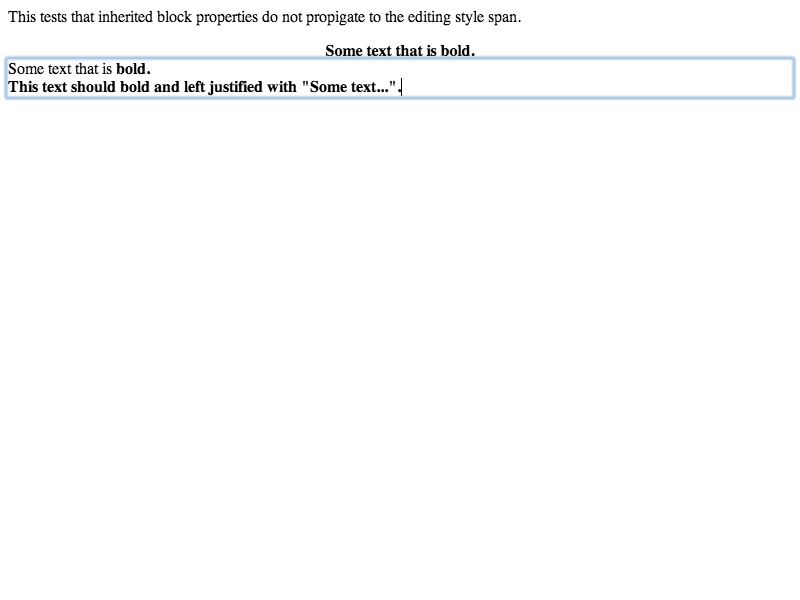 This tests that inherited block properties do not propigate to the editing style span.
Some text that is bold.
Some text that is bold.
This text should bold and left justified with "Some text...".